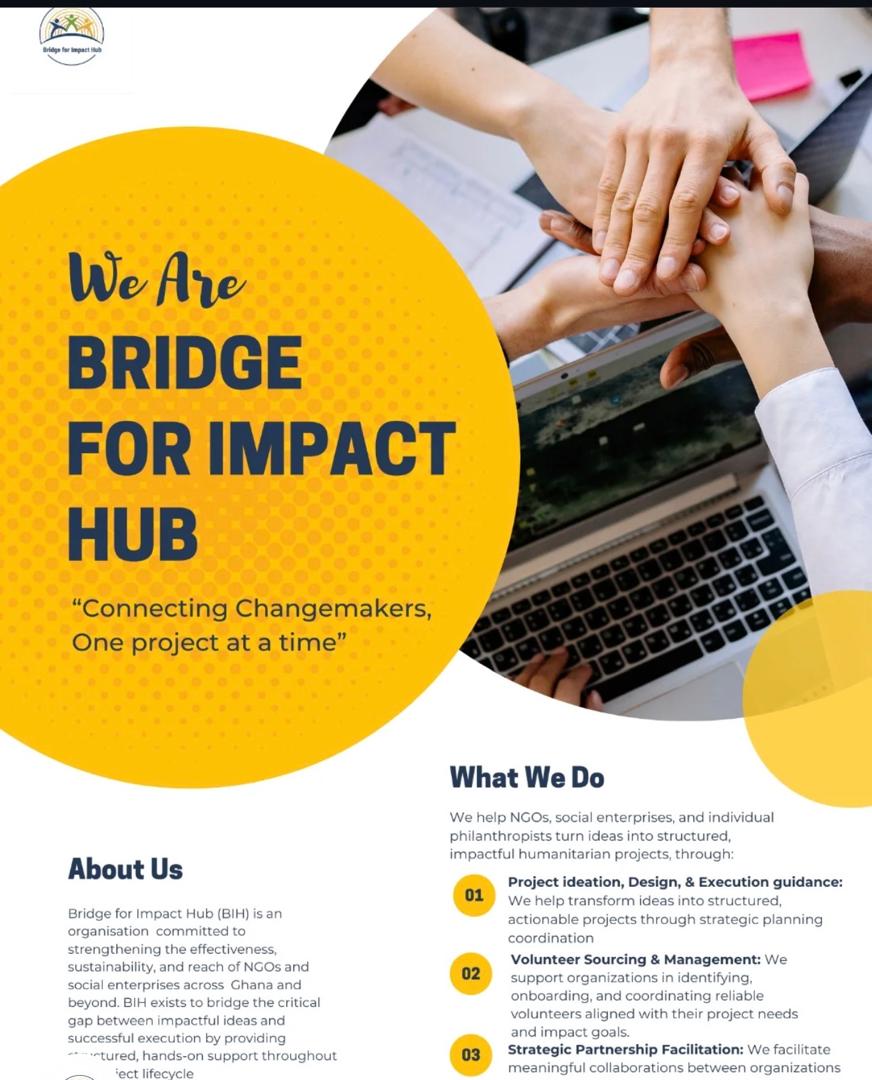 Bridge for Impact Hub
We Are
BRIDGE
FOR IMPACT
HUB
“Connecting Changemakers,
One project at a time”
About Us
Bridge for Impact Hub (BIH) is an
organisation committed to
strengthening the effectiveness,
sustainability, and reach of NGOs and
social enterprises across Ghana and
beyond. BIH exists to bridge the critical
gap between impactful ideas and
successful execution by providing
hands-on support throughout
lifecycle
What We Do
We help NGOs, social enterprises, and individual
philanthropists turn ideas into structured,
impactful humanitarian projects, through:
01
Project ideation, Design, & Execution guidance:
We help transform ideas into structured,
actionable projects through strategic planning
coordination
02
Volunteer Sourcing & Management: We
support organizations in identifying,
onboarding, and coordinating reliable
volunteers aligned with their project needs
and impact goals.
03
Strategic Partnership Facilitation: We facilitate
meaningful collaborations between organizations